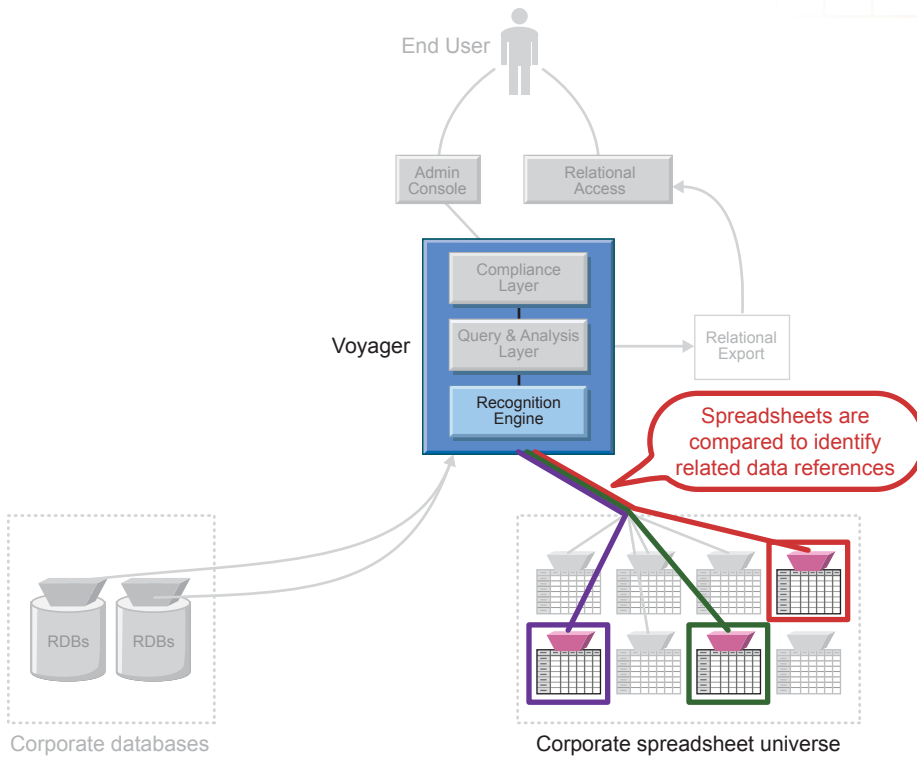 End User
Admin
Console
Relational
Access
Compliance
Layer
Voyager
Query & Analysis
Layer
Relational
Export
Recognition
Engine
Spreadsheets are
compared to identify
related data references
RDBs
RDBs
Corporate databases
Corporate spreadsheet universe